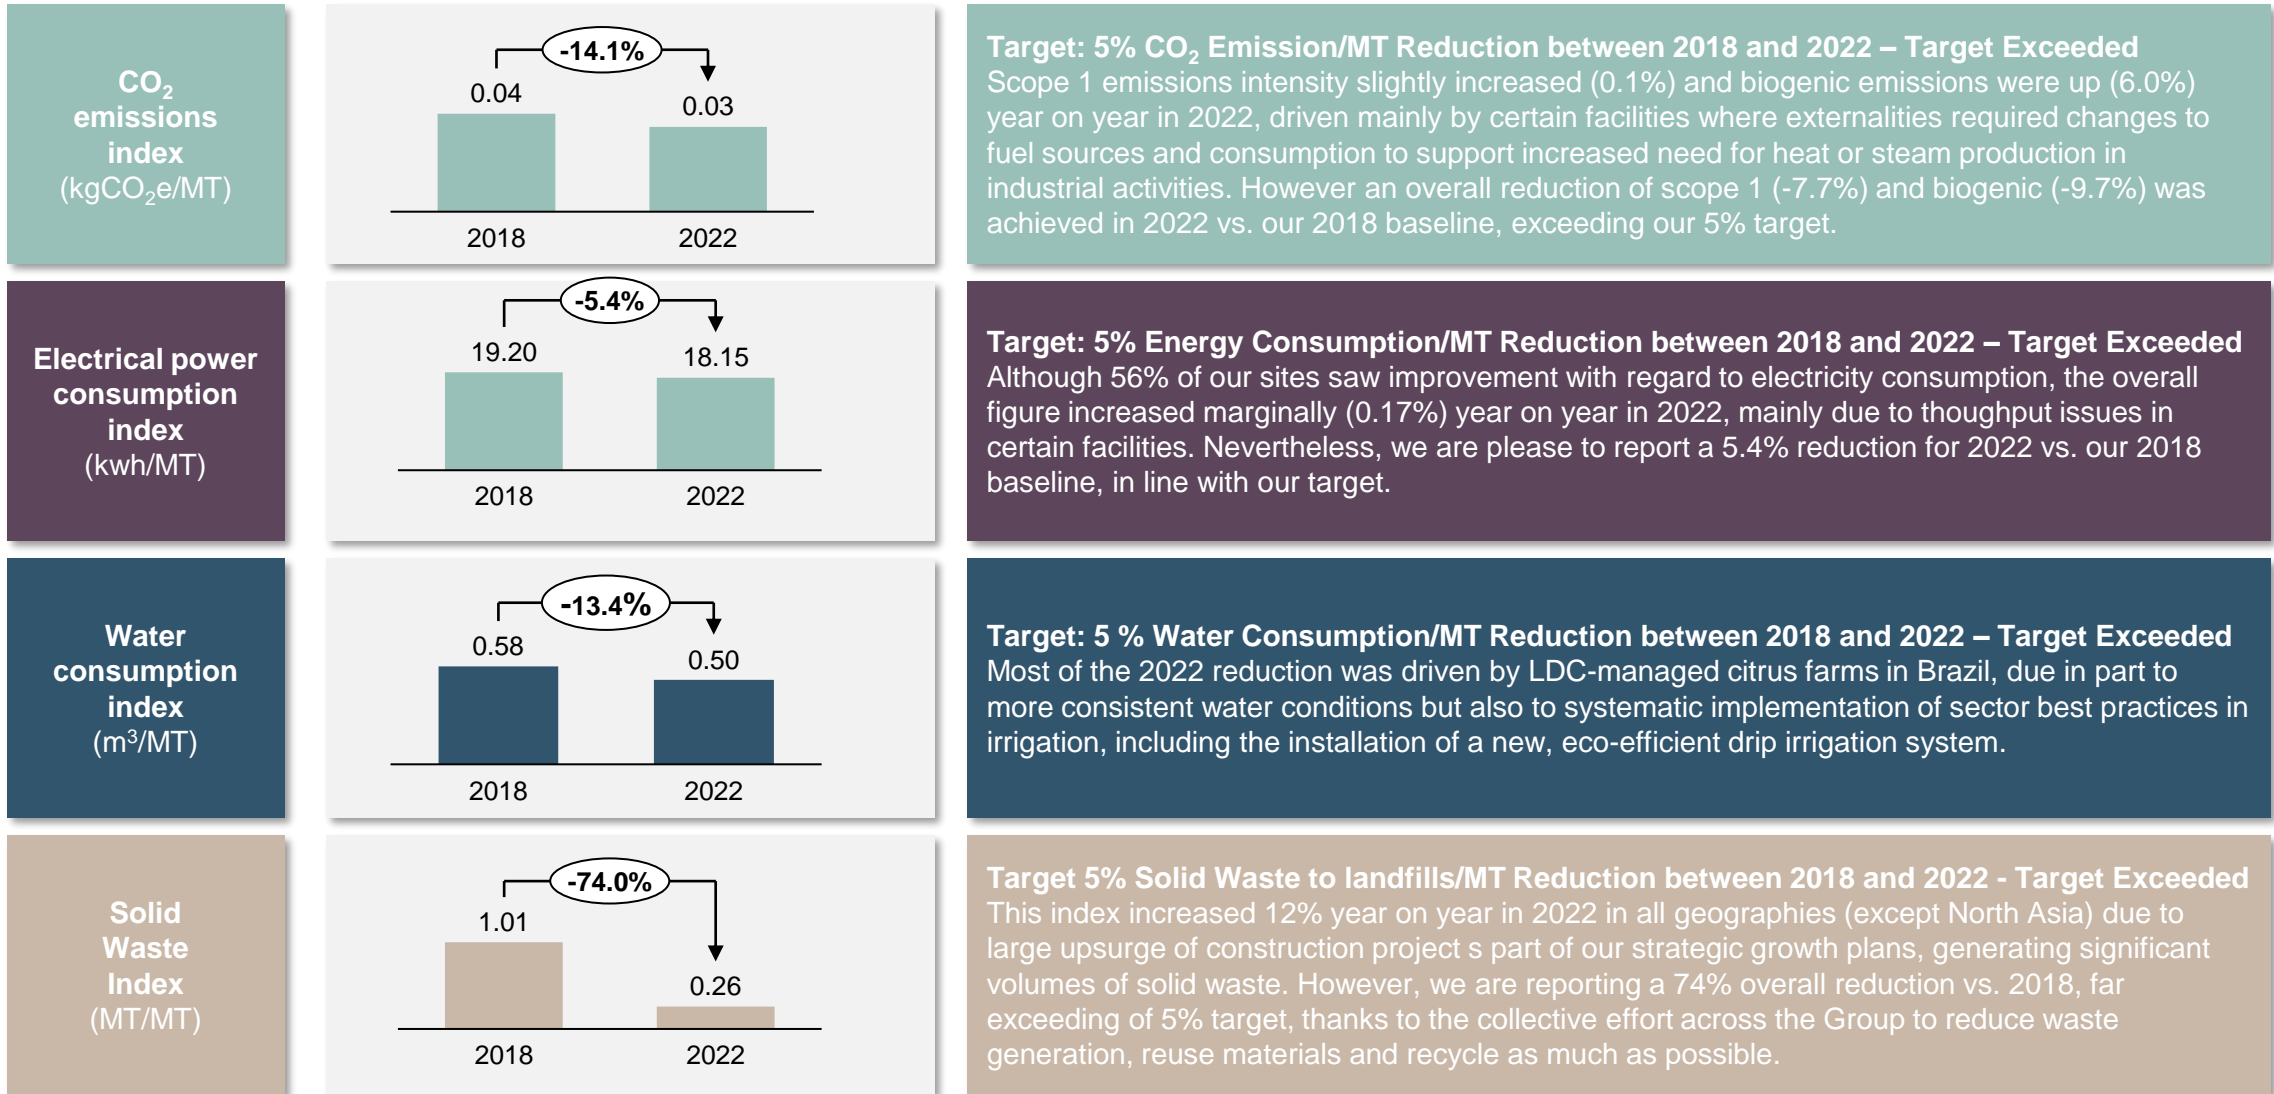 CO₂
emissions
index
(kgCO₂e/MT)
-14.1%
0.04
0.03
2018
2022
Target: 5% CO₂ Emission/MT Reduction between 2018 and 2022 – Target Exceeded
Scope 1 emissions intensity slightly increased (0.1%) and biogenic emissions were up (6.0%)
year on year in 2022, driven mainly by certain facilities where externalities required changes to
fuel sources and consumption to support increased need for heat or steam production in
industrial activities. However an overall reduction of scope 1 (-7.7%) and biogenic (-9.7%) was
achieved in 2022 vs. our 2018 baseline, exceeding our 5% target.
Electrical power
consumption
index
(kwh/MT)
-5.4%
19.20
18.15
2018
2022
Target: 5% Energy Consumption/MT Reduction between 2018 and 2022 – Target Exceeded
Although 56% of our sites saw improvement with regard to electricity consumption, the overall
figure increased marginally (0.17%) year on year in 2022, mainly due to thoughput issues in
certain facilities. Nevertheless, we are please to report a 5.4% reduction for 2022 vs. our 2018
baseline, in line with our target.
Water
consumption
index
(m³/MT)
-13.4%
0.58
0.50
2018
2022
Target: 5 % Water Consumption/MT Reduction between 2018 and 2022 – Target Exceeded
Most of the 2022 reduction was driven by LDC-managed citrus farms in Brazil, due in part to
more consistent water conditions but also to systematic implementation of sector best practices in
irrigation, including the installation of a new, eco-efficient drip irrigation system.
Solid
Waste
Index
(MT/MT)
-74.0%
1.01
0.26
2018
2022
Target 5% Solid Waste to landfills/MT Reduction between 2018 and 2022 - Target Exceeded
This index increased 12% year on year in 2022 in all geographies (except North Asia) due to
large upsurge of construction project s part of our strategic growth plans, generating significant
volumes of solid waste. However, we are reporting a 74% overall reduction vs. 2018, far
exceeding of 5% target, thanks to the collective effort across the Group to reduce waste
generation, reuse materials and recycle as much as possible.